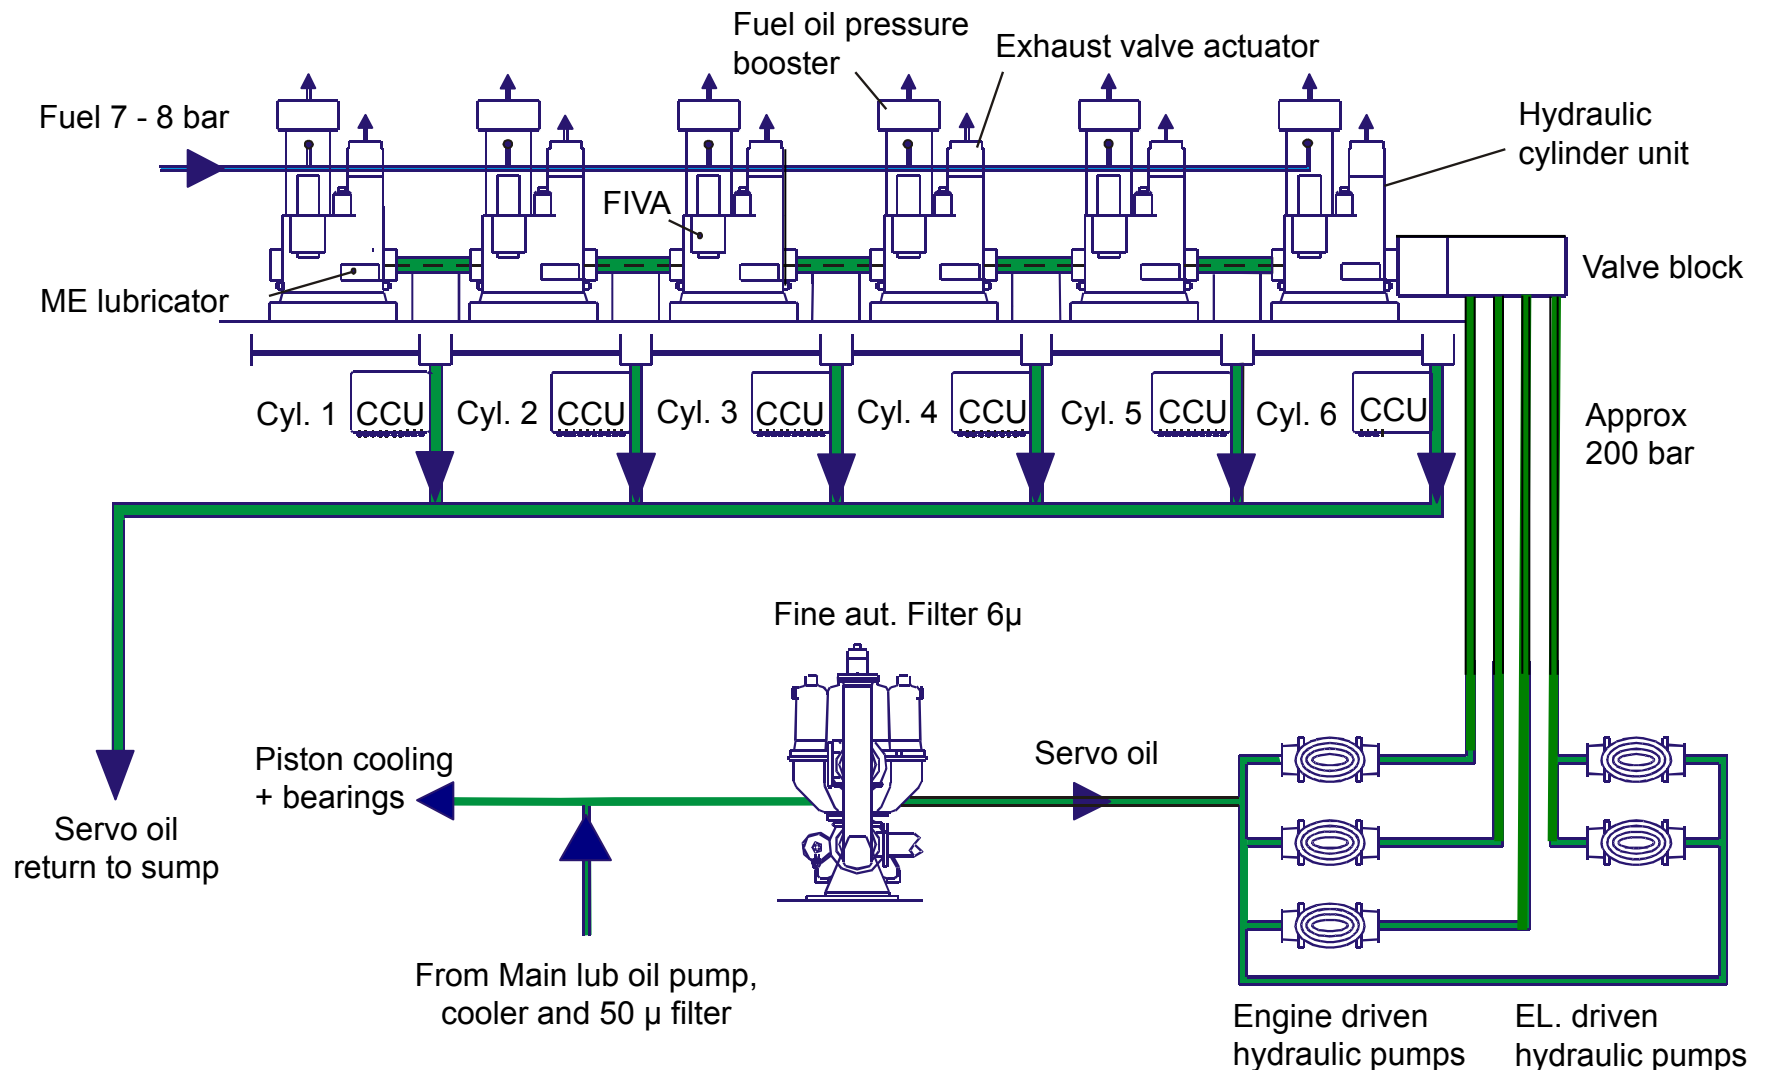 Fuel oil pressure
booster
Exhaust valve actuator
Fuel 7 - 8 bar
Hydraulic
cylinder unit
FIVA
Valve block
ME lubricator
Cyl. 1
CCU
Cyl. 2
CCU
Cyl. 3
CCU
Cyl. 4
CCU
Cyl. 5
CCU
Cyl. 6
CCU
Approx
200 bar
Fine aut. Filter 6µ
Piston cooling
+ bearings
Servo oil
Servo oil
return to sump
From Main lub oil pump,
cooler and 50 µ filter
Engine driven
hydraulic pumps
EL. driven
hydraulic pumps